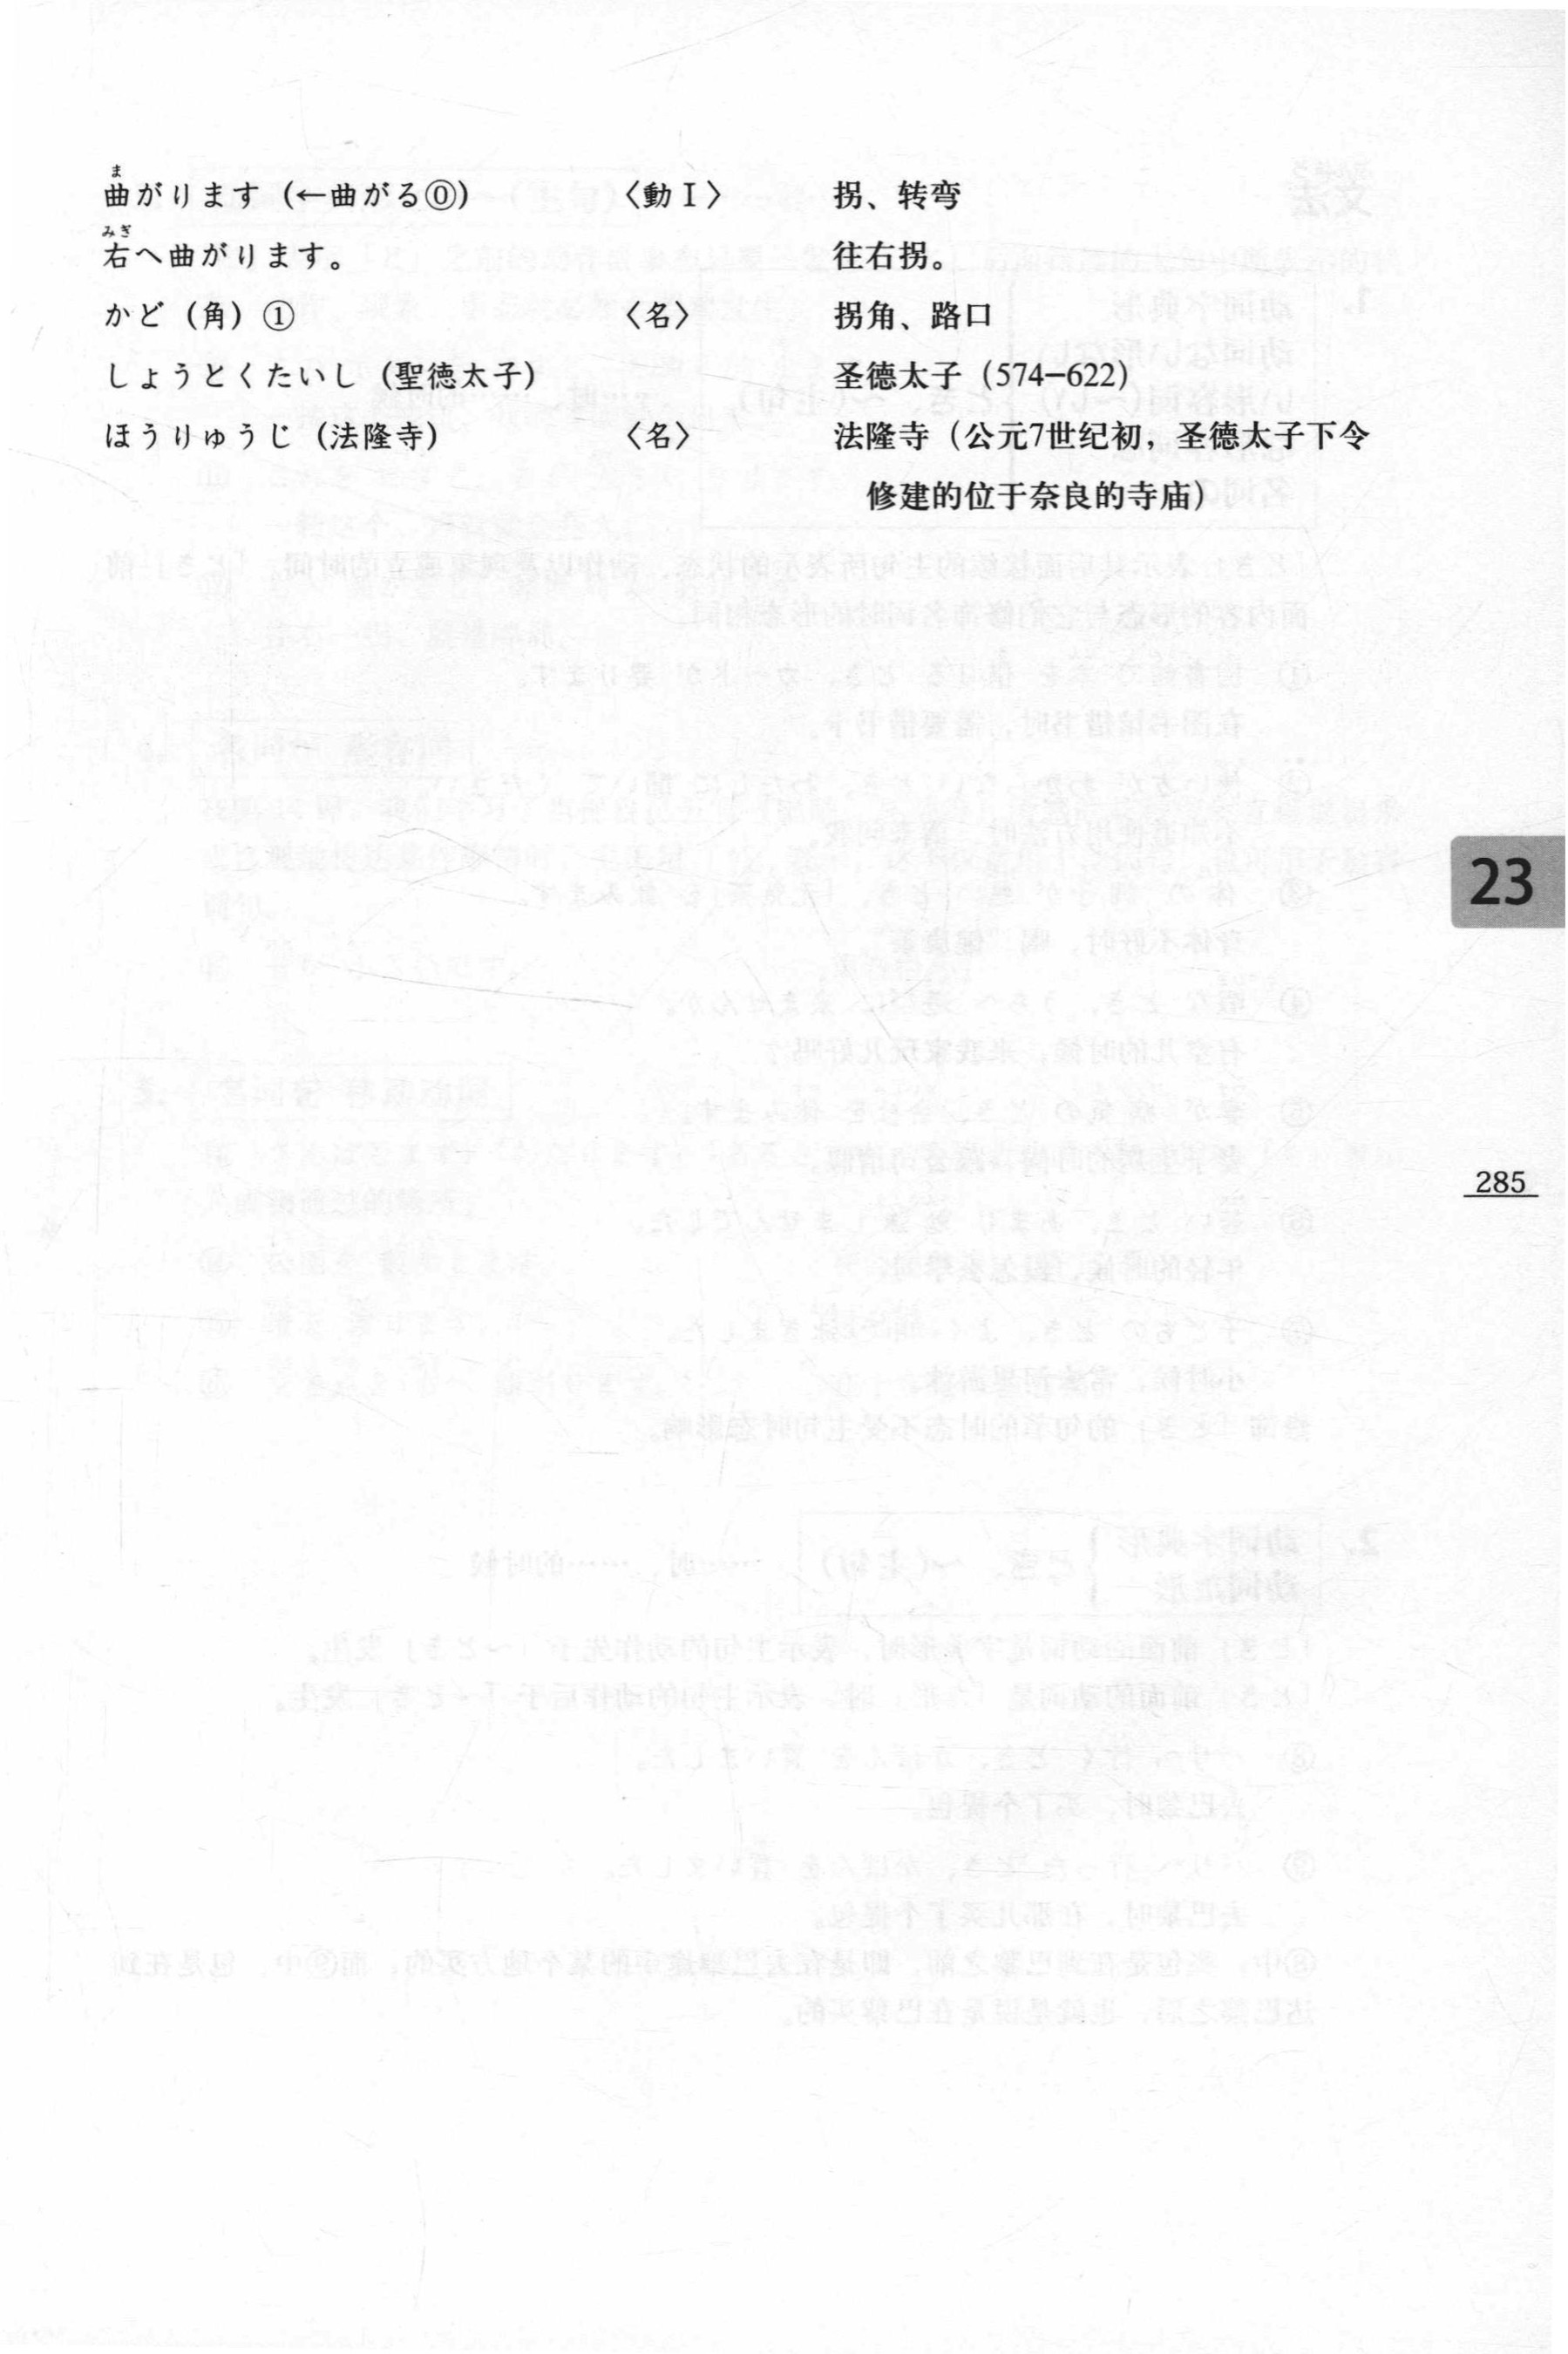 曲がります（←曲がる⓪）　〈動Ⅰ〉　拐、转弯
右へ曲がります。　往右拐。
かど（角）①　〈名〉　拐角、路口
しょうとくたいし（聖徳太子）　圣德太子（574—622）
ほうりゅうじ（法隆寺）　〈名〉　法隆寺（公元7世纪初，圣德太子下令
修建的位于奈良的寺庙）
23
285